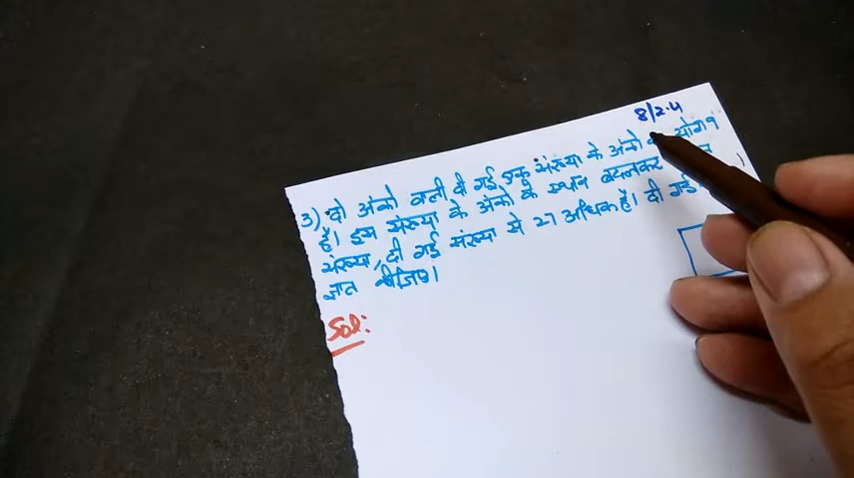 8/2.4
3) दो अंको वाली दी गई एक संख्या के अंको योग 9
है। इस संख्या के अंको के स्थान बदलकर
संख्या, दी गई संख्या से 27 अधिक है। दी गई
ज्ञात कीजिए।
Sol: